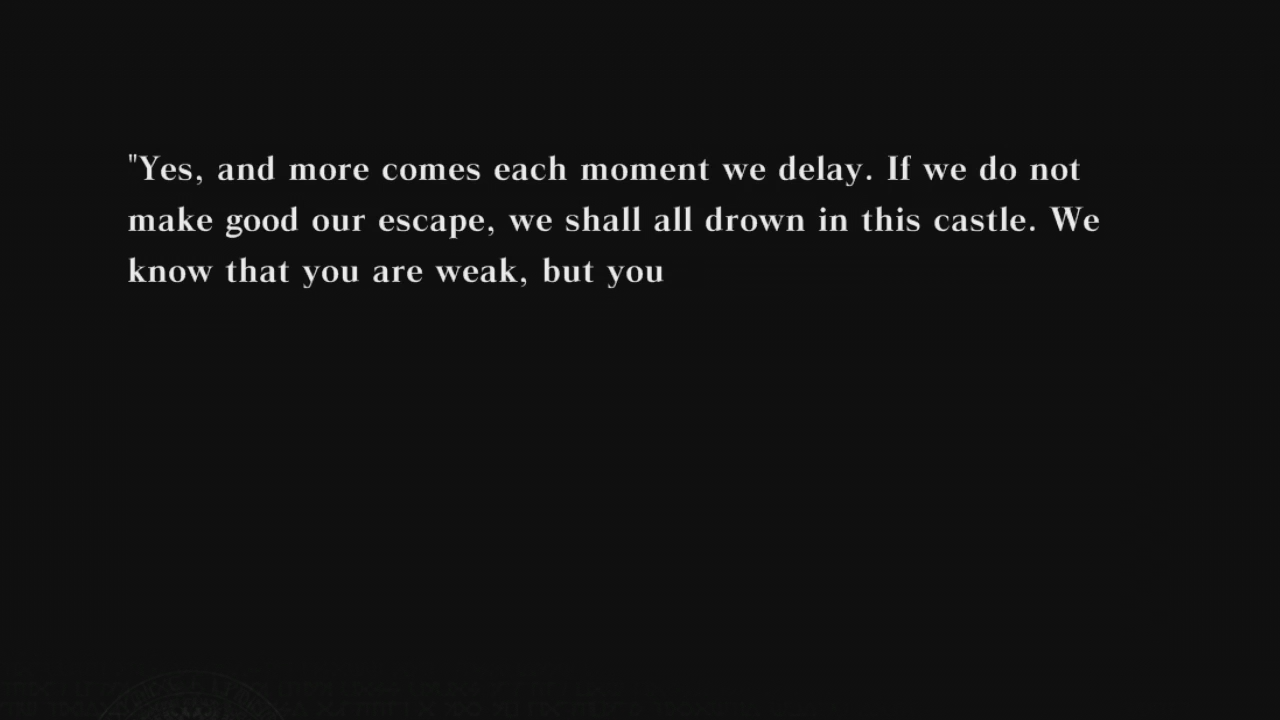 "Yes, and more comes each moment we delay. If we do not
make good our escape, we shall all drown in this castle. We
know that you are weak, but you